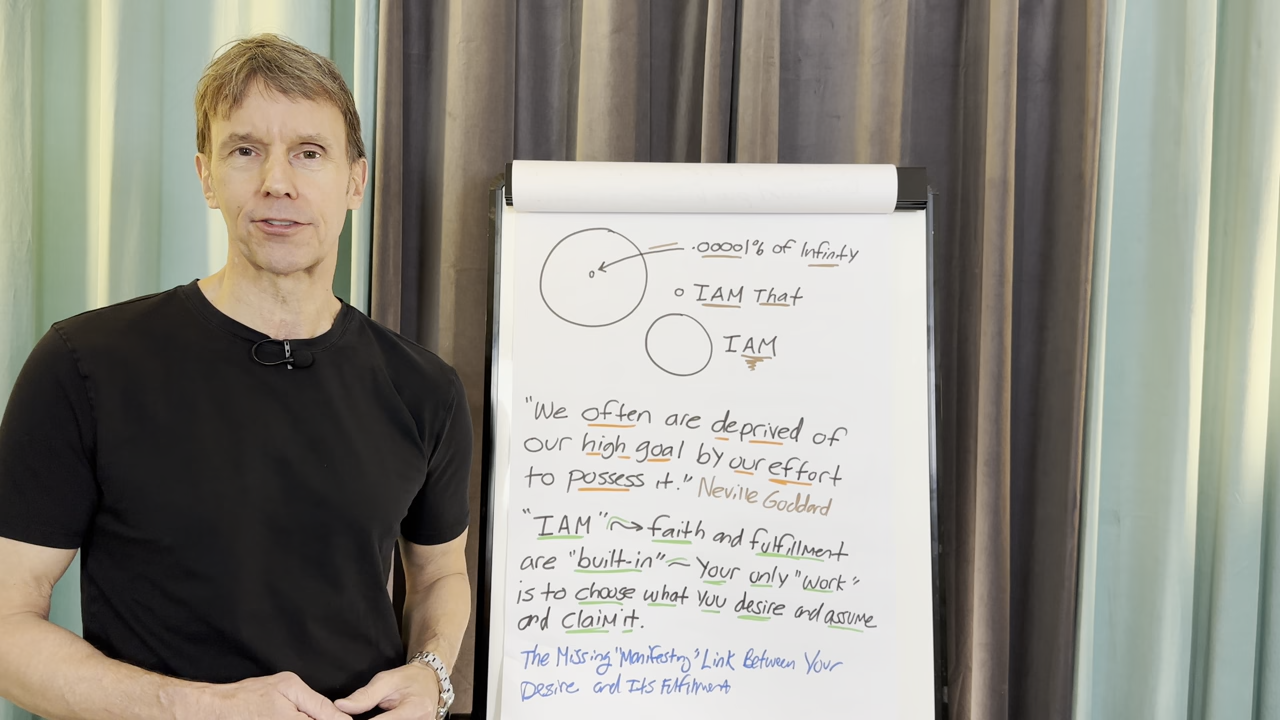 .00001% of Infinity
o IAM That
IAM
"We often are deprived of
our high goal by our effort
to possess it." Neville Goddard
"IAM" → faith and fulfillment
are "built-in" ~ Your only "work"
is to choose what you desire and assume
and claim it.
The Missing "Manifesting" Link Between Your
Desire and Its Fulfillment